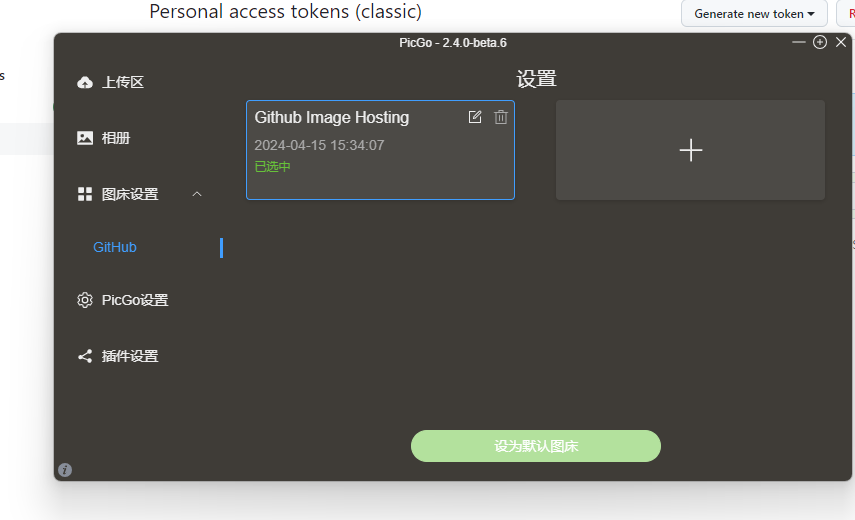 Personal access tokens (classic)
Generate new token
R
s
PicGo - 2.4.0-beta.6
上传区
相册
图床设置
GitHub
PicGo设置
插件设置
设置
Github Image Hosting
2024-04-15 15:34:07
已选中
设为默认图床